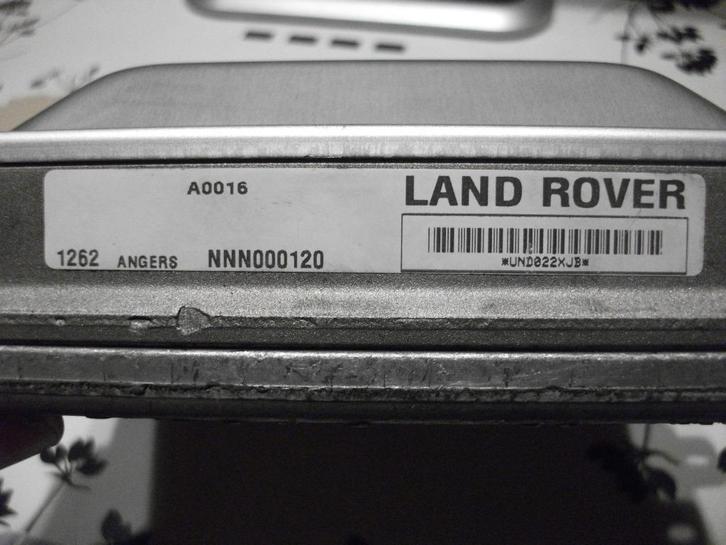 A0016
LAND ROVER
*UND022XJB*
1262 ANGERS NNN000120